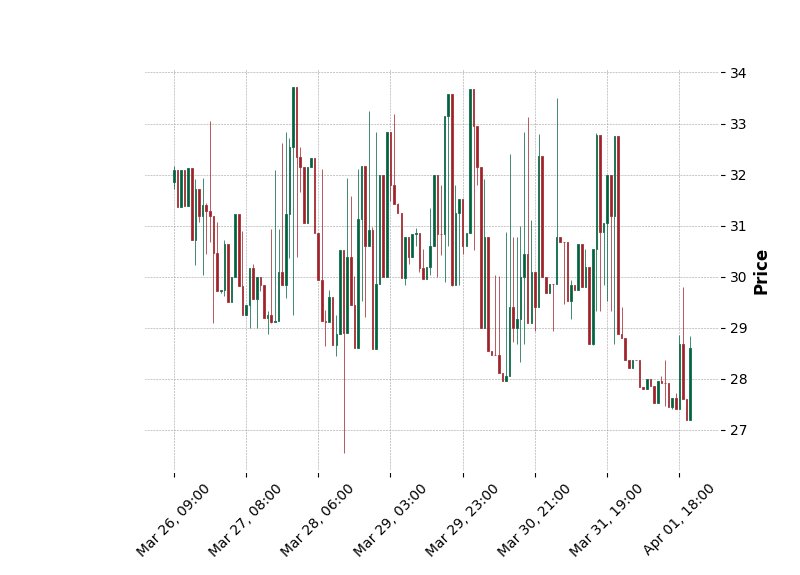 34
33
32
31
30
29
28
27
Price
Mar 26, 09:00
Mar 27, 08:00
Mar 28, 06:00
Mar 29, 03:00
Mar 29, 23:00
Mar 30, 21:00
Mar 31, 19:00
Apr 01, 18:00